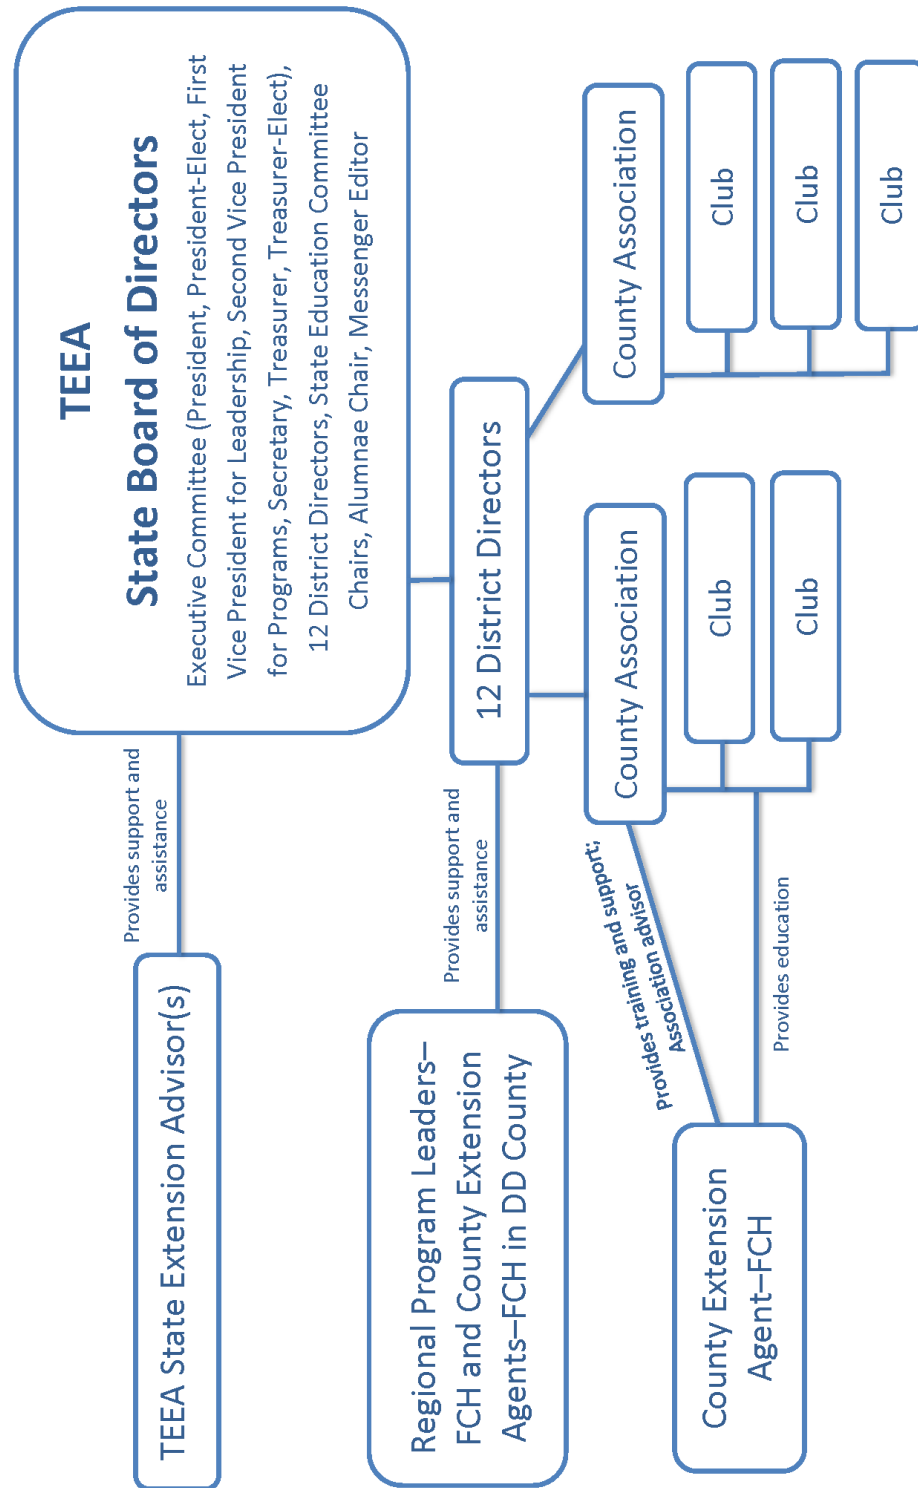 TEEA
State Board of Directors
Executive Committee (President, President-Elect, First
Vice President for Leadership, Second Vice President
for Programs, Secretary, Treasurer, Treasurer-Elect),
12 District Directors, State Education Committee
Chairs, Alumnae Chair, Messenger Editor
TEEA State Extension Advisor(s)
Provides support and
assistance
12 District Directors
Regional Program Leaders–
FCH and County Extension
Agents–FCH in DD County
Provides support and
assistance
County Association
County Association
Provides training and support;
Association advisor
County Extension
Agent–FCH
Provides education
Club
Club
Club
Club
Club